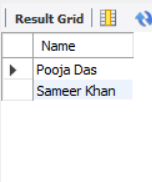 Result Grid
Name
Pooja Das
Sameer Khan